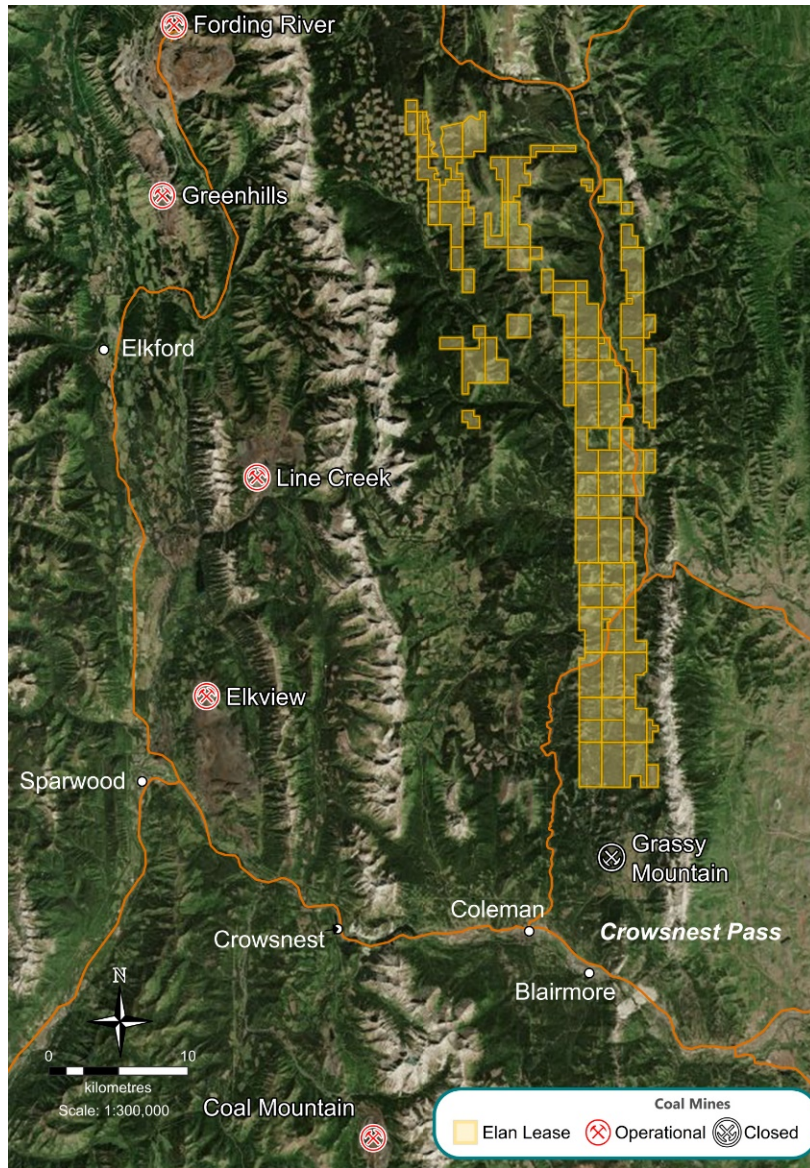 Fording River
Greenhills
Elkford
Line Creek
Elkview
Sparwood
Grassy
Mountain
Coleman
Crowsnest
Crowsnest Pass
Blairmore
N
0 10
kilometres
Scale: 1:300,000
Coal Mountain
Coal Mines
Elan Lease Operational Closed